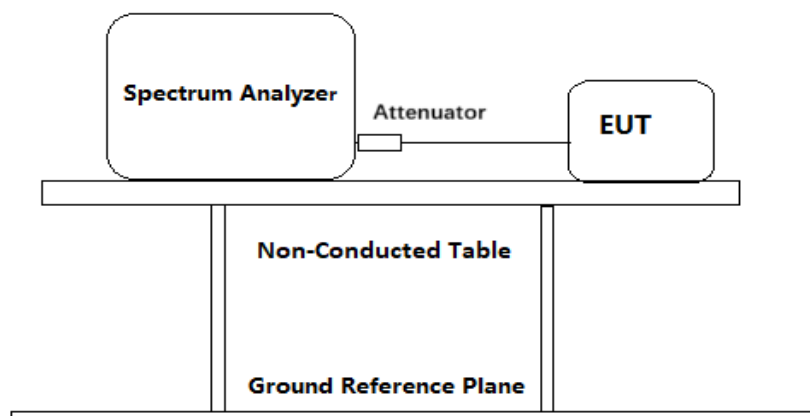 Spectrum Analyzer
Attenuator
EUT
Non-Conducted Table
Ground Reference Plane